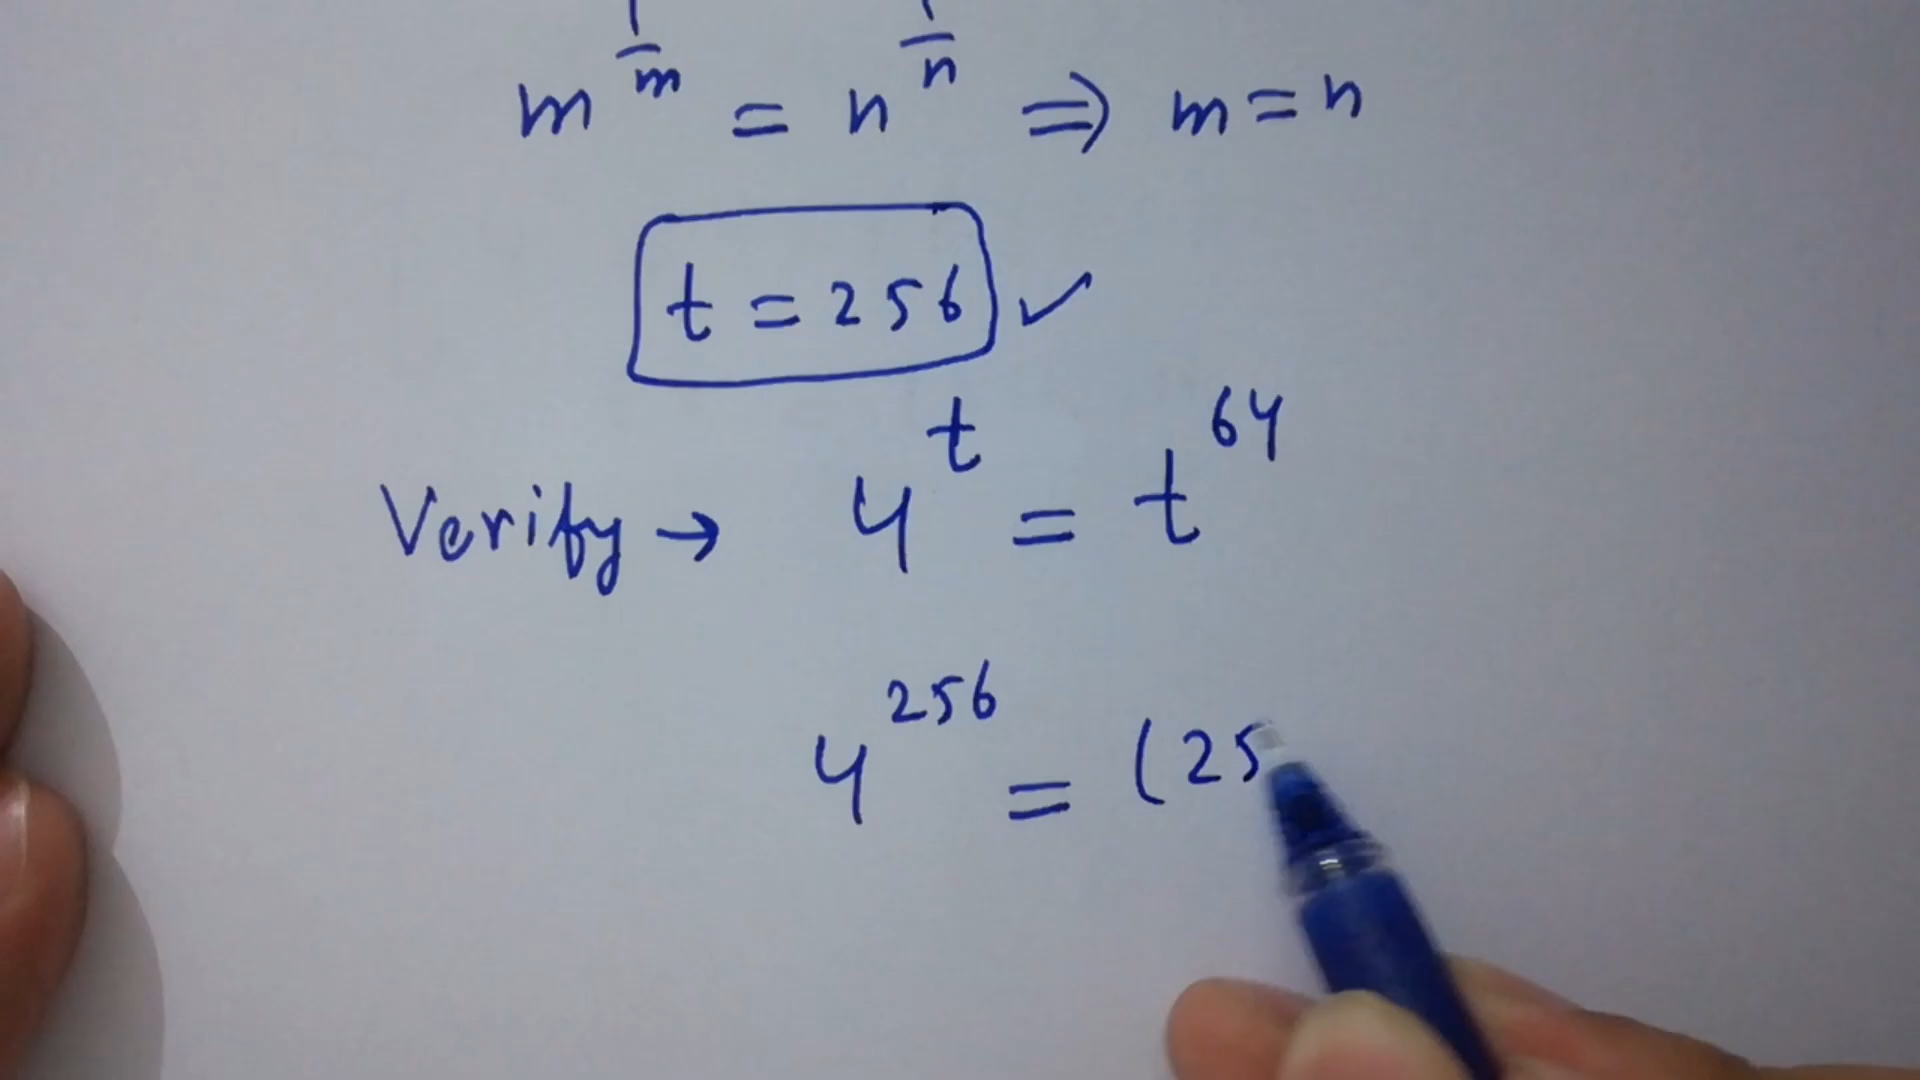 m^(1/m) = n^(1/n) ⇒ m = n
t = 256 ✓
Verify → 4^t = t^64
4^256 = (25